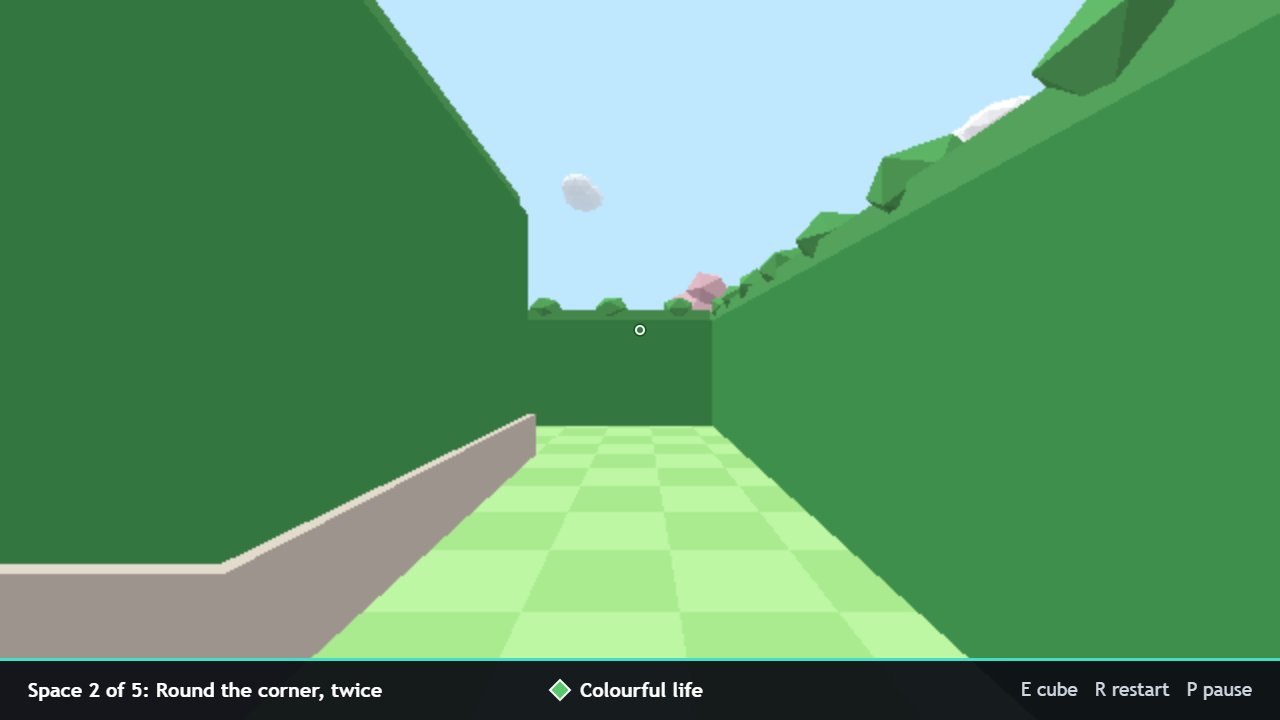 Space 2 of 5: Round the corner, twice
Colourful life
E cube R restart P pause